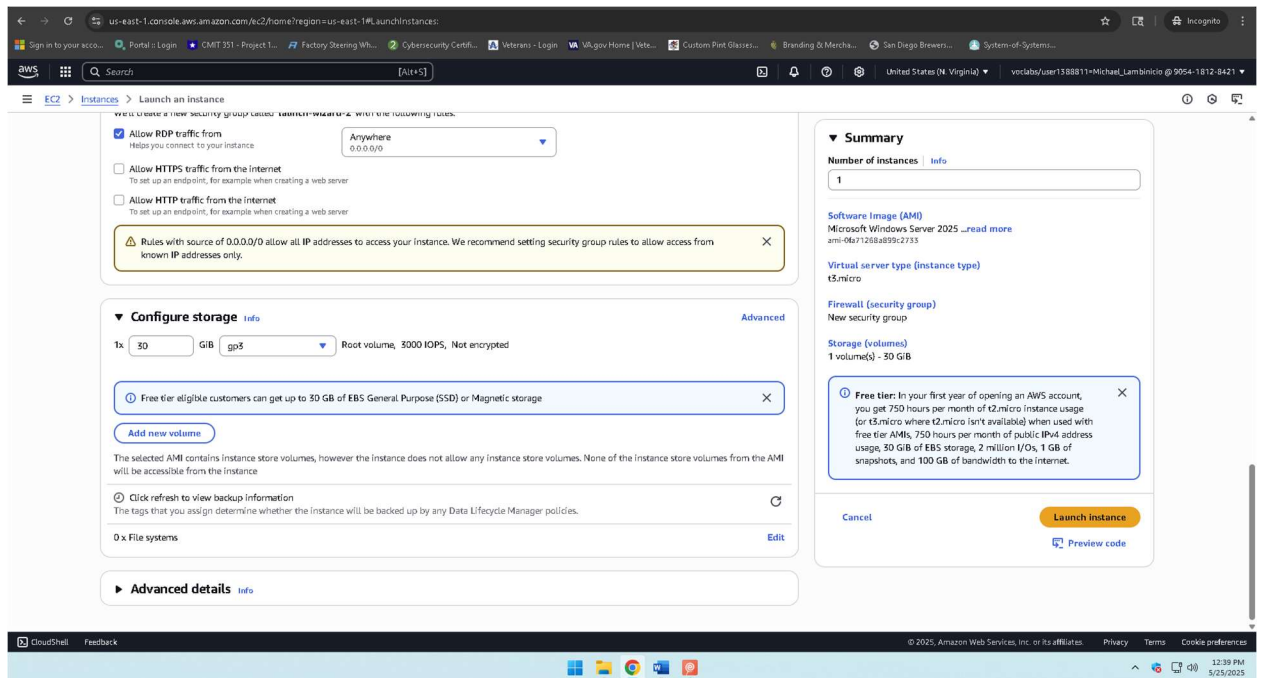 us-east-1.console.aws.amazon.com/ec2/home?region=us-east-1#LaunchInstances:
Incognito
Sign in to your acco...
Portal :: Login
CMIT 351 - Project 1...
Factory Steering Wh...
Cybersecurity Certifi...
Veterans - Login
VA.gov Home | Vete...
Custom Pint Glasses...
Branding & Mercha...
San Diego Brewers...
System-of-Systems...
aws
Search
[Alt+S]
United States (N. Virginia)
voclabs/user1388811=Michael_Lambinicio @ 9054-1812-8421
EC2 > Instances > Launch an instance
We'll create a new security group called 'launch-wizard-2' with the following rules:
Allow RDP traffic from
Helps you connect to your instance
Anywhere
0.0.0.0/0
Allow HTTPS traffic from the internet
To set up an endpoint, for example when creating a web server
Allow HTTP traffic from the internet
To set up an endpoint, for example when creating a web server
Rules with source of 0.0.0.0/0 allow all IP addresses to access your instance. We recommend setting security group rules to allow access from
known IP addresses only.
Configure storage Info
Advanced
1x 30 GiB gp3 Root volume, 3000 IOPS, Not encrypted
Free tier eligible customers can get up to 30 GB of EBS General Purpose (SSD) or Magnetic storage
Add new volume
The selected AMI contains instance store volumes, however the instance does not allow any instance store volumes. None of the instance store volumes from the AMI
will be accessible from the instance
Click refresh to view backup information
The tags that you assign determine whether the instance will be backed up by any Data Lifecycle Manager policies.
0 x File systems
Edit
Advanced details Info
Summary
Number of instances Info
1
Software Image (AMI)
Microsoft Windows Server 2025 ...read more
ami-0fa71268a899c2733
Virtual server type (instance type)
t3.micro
Firewall (security group)
New security group
Storage (volumes)
1 volume(s) - 30 GiB
Free tier: In your first year of opening an AWS account,
you get 750 hours per month of t2.micro instance usage
(or t3.micro where t2.micro isn't available) when used with
free tier AMIs, 750 hours per month of public IPv4 address
usage, 30 GiB of EBS storage, 2 million I/Os, 1 GB of
snapshots, and 100 GB of bandwidth to the internet.
Cancel
Launch instance
Preview code
CloudShell
Feedback
© 2025, Amazon Web Services, Inc. or its affiliates.
Privacy
Terms
Cookie preferences
12:39 PM
5/25/2025